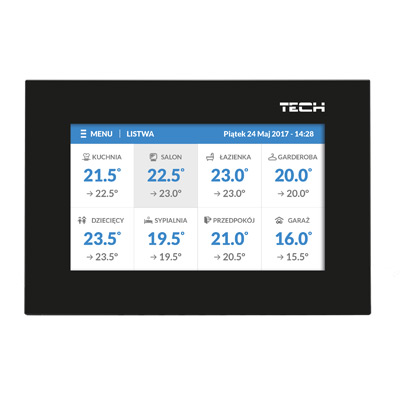 TECH
MENU | LISTWA Piątek 24 Maj 2017 - 14:28
KUCHNIA SALON ŁAZIENKA GARDEROBA
21.5° 22.5° 23.0° 20.0°
→ 22.5° → 23.0° → 23.0° → 20.0°
DZIECIĘCY SYPIALNIA PRZEDPOKÓJ GARAŻ
23.5° 19.5° 21.0° 16.0°
→ 23.5° → 19.5° → 20.5° → 15.5°